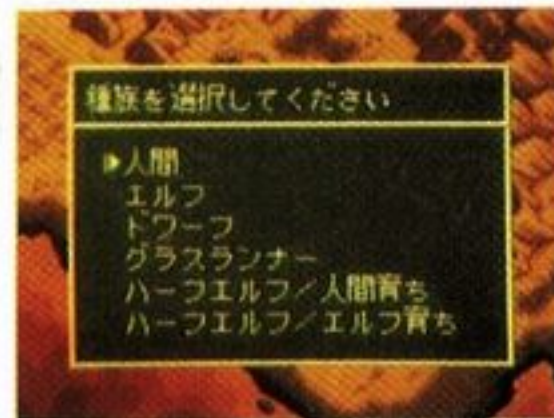 種族を選択してください
▶人間
エルフ
ドワーフ
グラスランナー
ハーフエルフ／人間育ち
ハーフエルフ／エルフ育ち